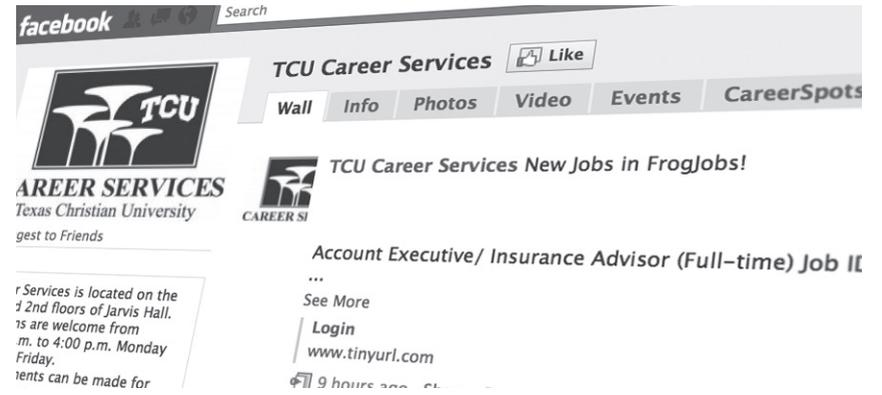 facebook
Search
TCU Career Services Like
Wall Info Photos Video Events CareerSpots
TCU
AREER SERVICES
Texas Christian University
gest to Friends
r Services is located on the
d 2nd floors of Jarvis Hall.
ns are welcome from
.m. to 4:00 p.m. Monday
Friday.
ments can be made for
CAREER SI
TCU Career Services New Jobs in FrogJobs!
Account Executive/ Insurance Advisor (Full-time) Job ID
...
See More
Login
www.tinyurl.com
9 hours ago